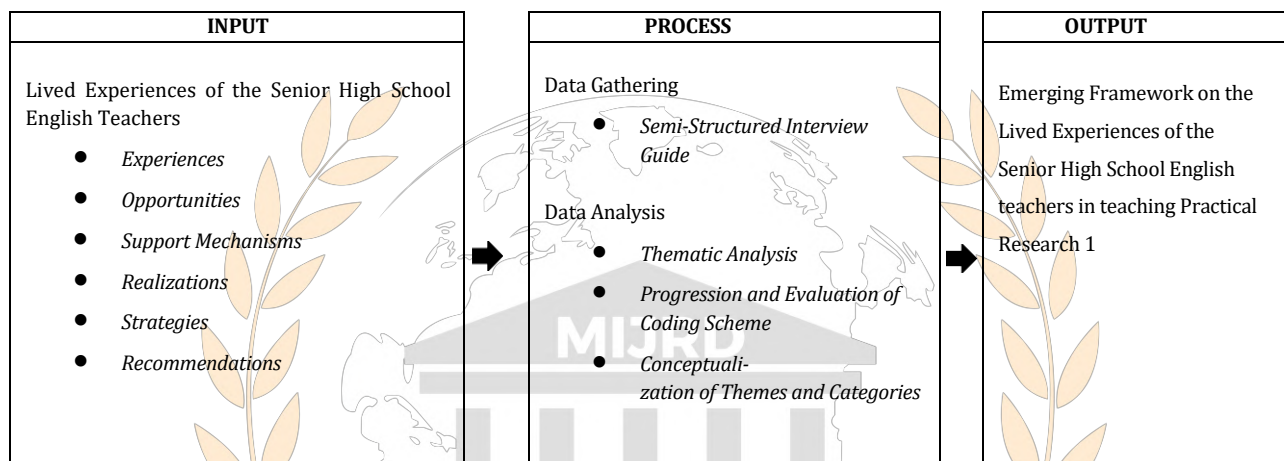 INPUT
Lived Experiences of the Senior High School
English Teachers
● Experiences
● Opportunities
● Support Mechanisms
● Realizations
● Strategies
● Recommendations
PROCESS
Data Gathering
● Semi-Structured Interview
Guide
Data Analysis
● Thematic Analysis
● Progression and Evaluation of
Coding Scheme
● Conceptuali-
zation of Themes and Categories
OUTPUT
Emerging Framework on the
Lived Experiences of the
Senior High School English
teachers in teaching Practical
Research 1
MIJRD